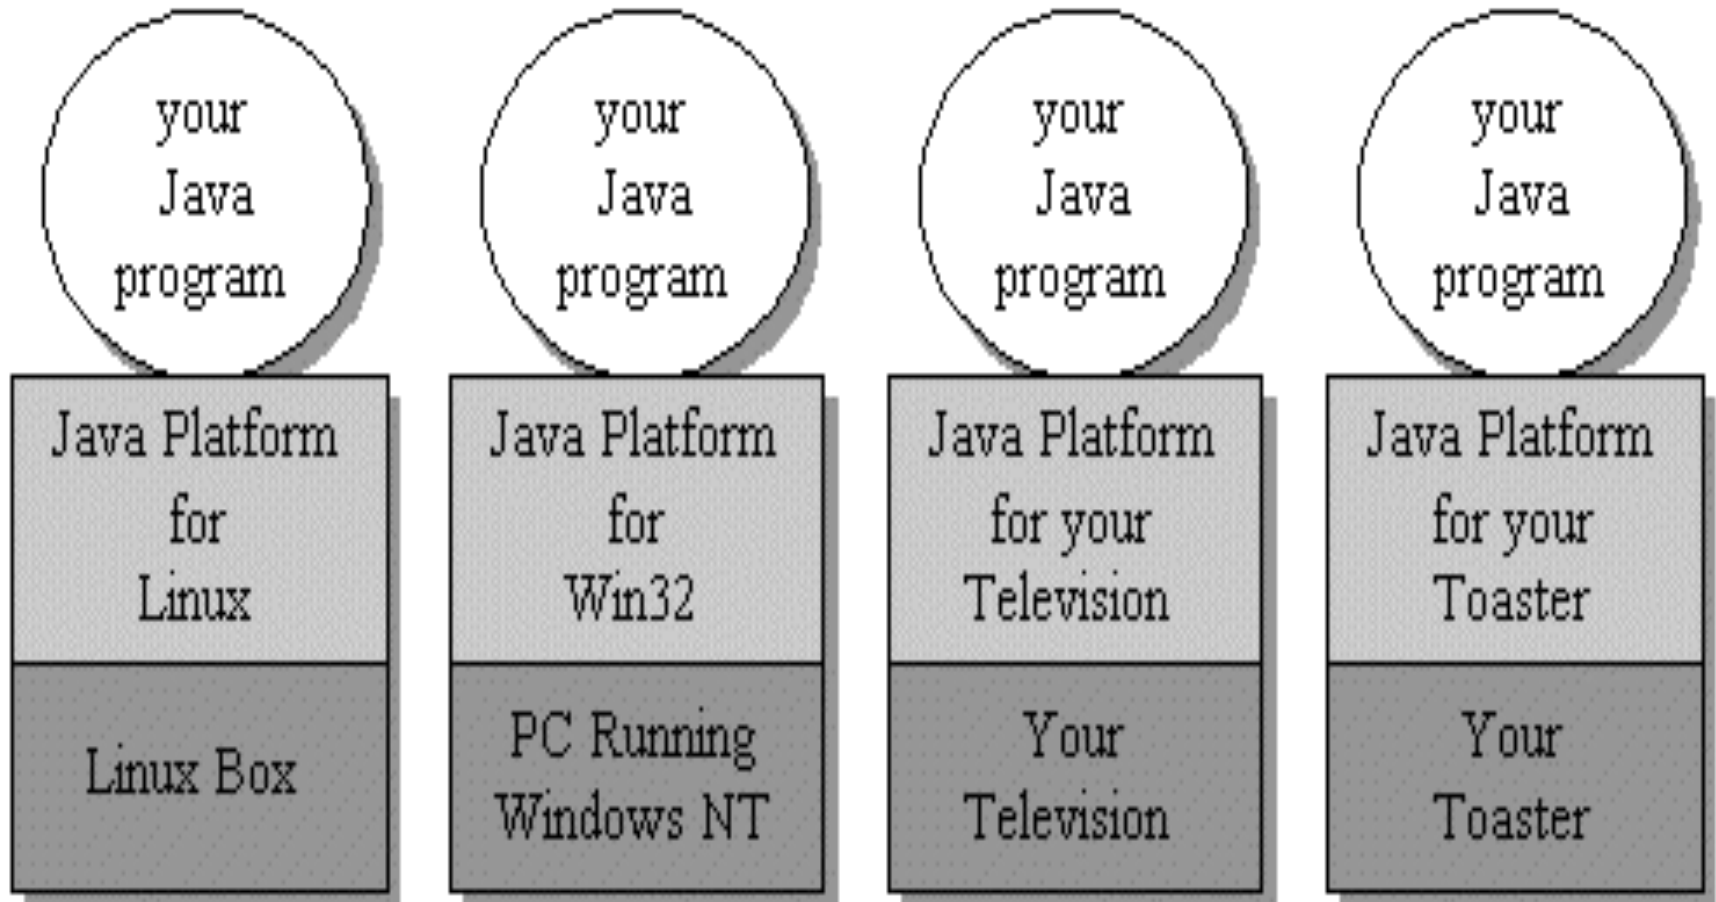 your
Java
program
Java Platform
for
Linux
Linux Box
your
Java
program
Java Platform
for
Win32
PC Running
Windows NT
your
Java
program
Java Platform
for your
Television
Your
Television
your
Java
program
Java Platform
for your
Toaster
Your
Toaster